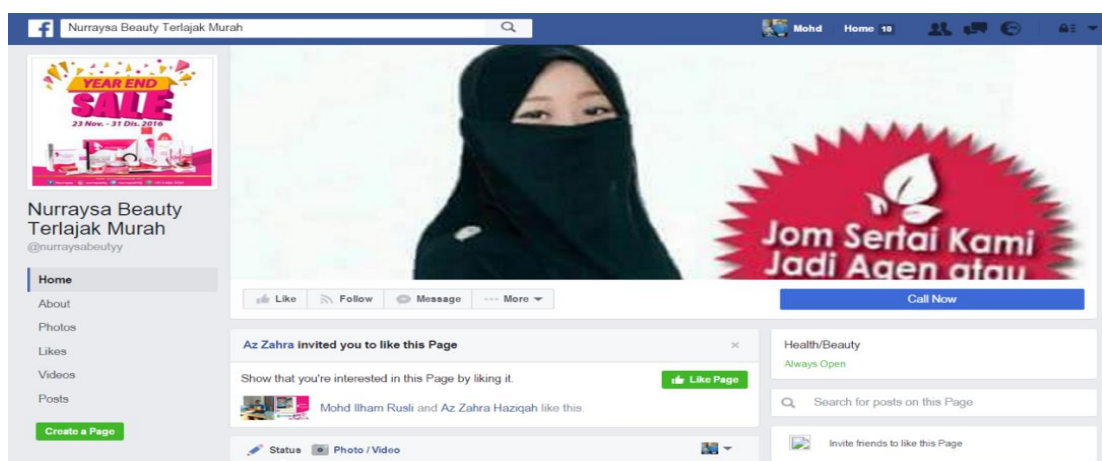 Nurraysa Beauty Terlajak Murah
Mohd
Home 10
YEAR END
SALE
23 Nov. - 31 Dis. 2016
Nurraysa Beauty
Terlajak Murah
@nurraysabeutyy
Home
About
Photos
Likes
Videos
Posts
Create a Page
Jom Sertai Kami
Jadi Agen atau
Like
Follow
Message
More
Call Now
Az Zahra invited you to like this Page
Show that you're interested in this Page by liking it.
Like Page
Mohd Ilham Rusli and Az Zahra Haziqah like this.
Status
Photo / Video
Health/Beauty
Always Open
Search for posts on this Page
Invite friends to like this Page